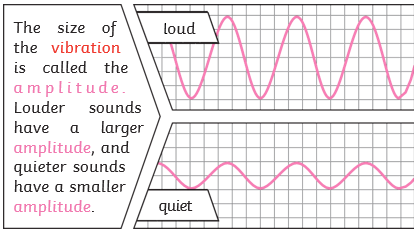 The size of
the vibration
is called the
amplitude.
Louder sounds
have a larger
amplitude, and
quieter sounds
have a smaller
amplitude.
loud
quiet